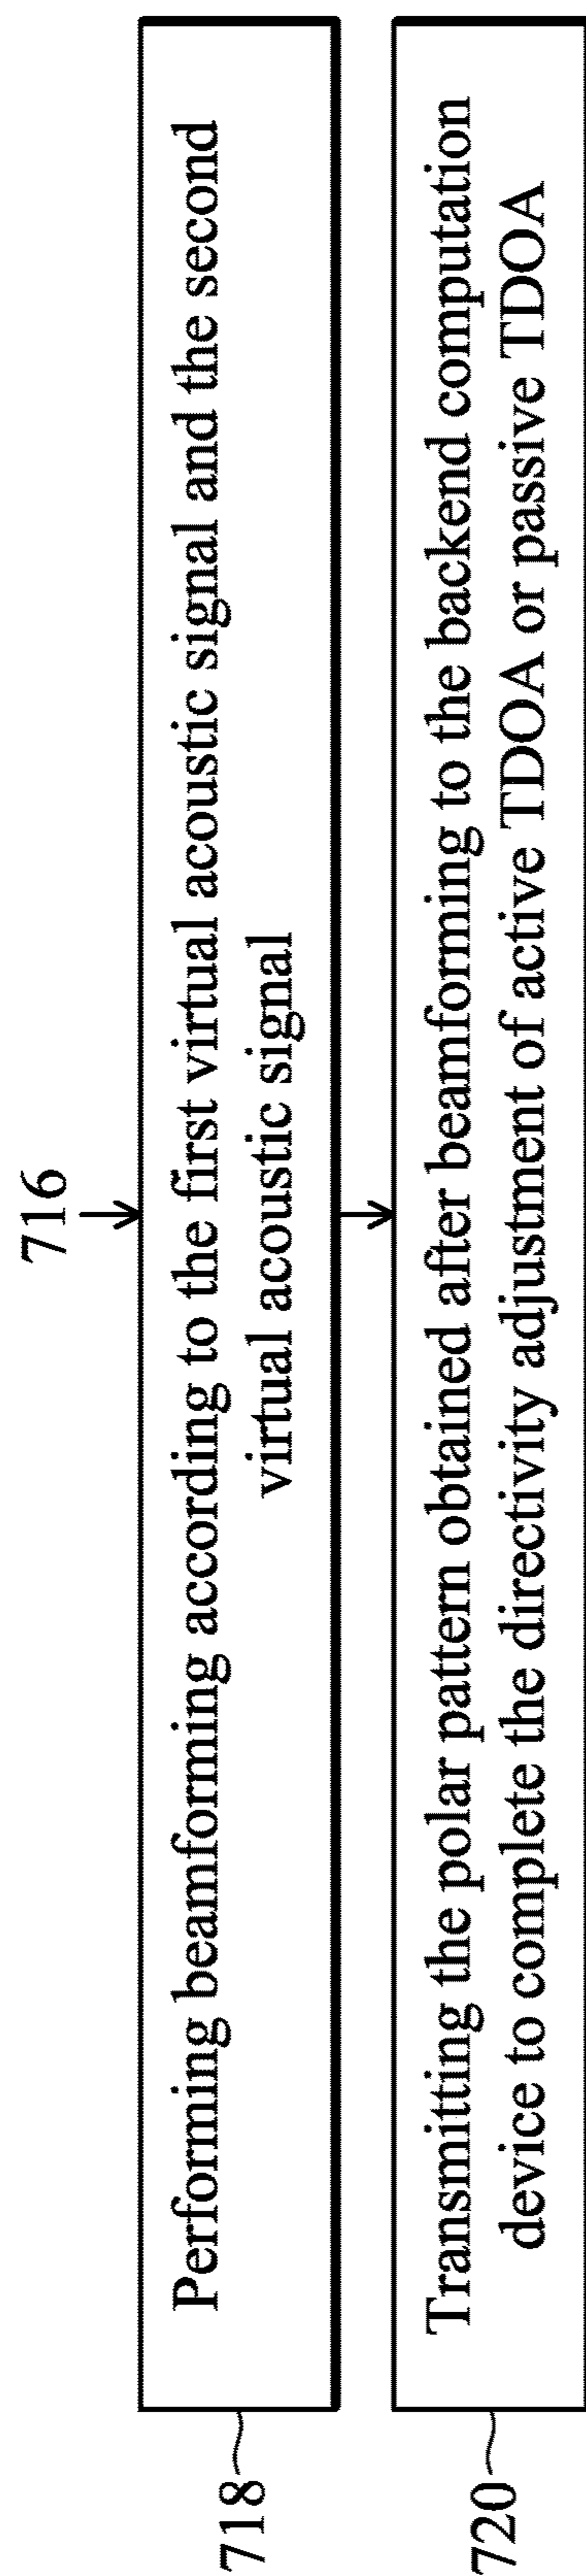 716
718
Performing beamforming according to the first virtual acoustic signal and the second
virtual acoustic signal
720
Transmitting the polar pattern obtained after beamforming to the backend computation
device to complete the directivity adjustment of active TDOA or passive TDOA